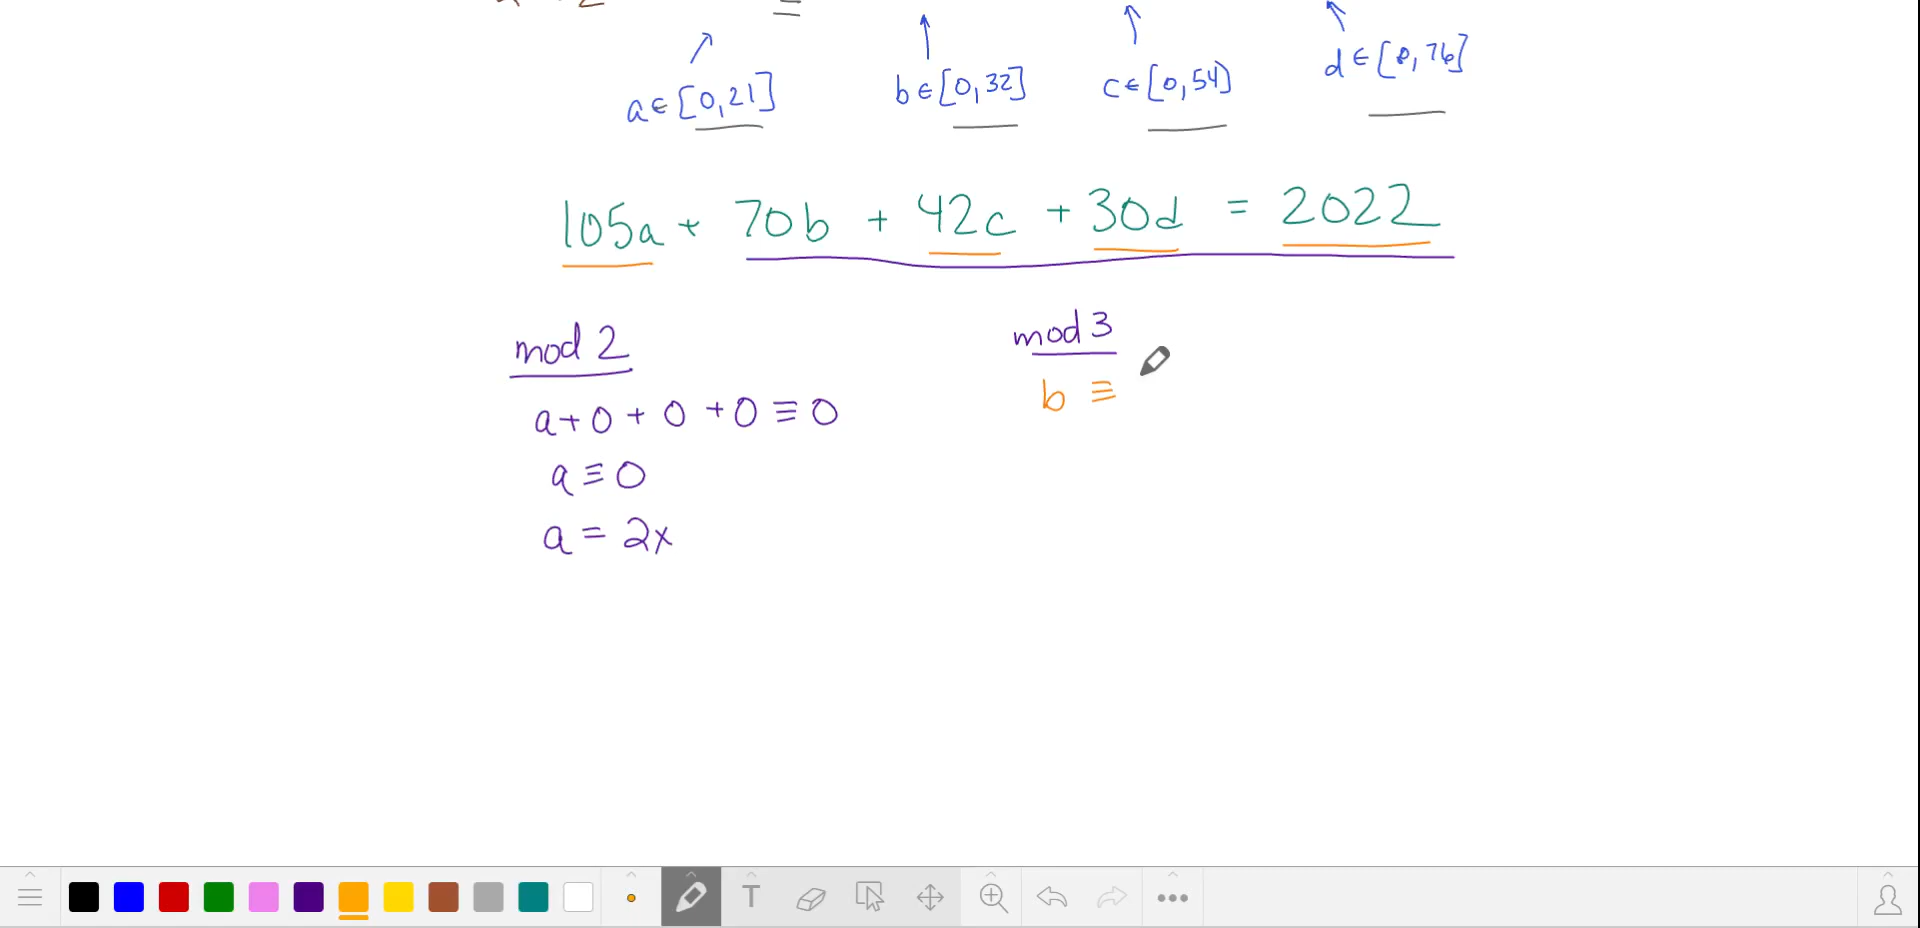 2
=
a ∈ [0,21]
b ∈ [0,32]
c ∈ [0,54)
d ∈ [0,76]
105a + 70b + 42c + 30d = 2022
mod 2
a + 0 + 0 + 0 ≡ 0
a ≡ 0
a = 2x
mod 3
b ≡
T